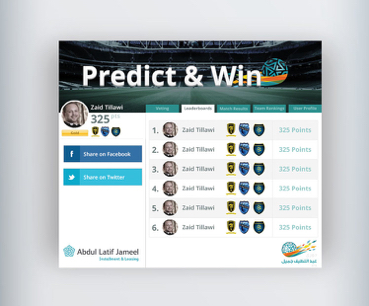 Predict & Win
Zaid Tillawi
325 pts
Gold
Voting
Leaderboards
Match Results
Team Rankings
User Profile
Share on Facebook
Share on Twitter
1. Zaid Tillawi 325 Points
2. Zaid Tillawi 325 Points
3. Zaid Tillawi 325 Points
4. Zaid Tillawi 325 Points
5. Zaid Tillawi 325 Points
6. Zaid Tillawi 325 Points
Abdul Latif Jameel